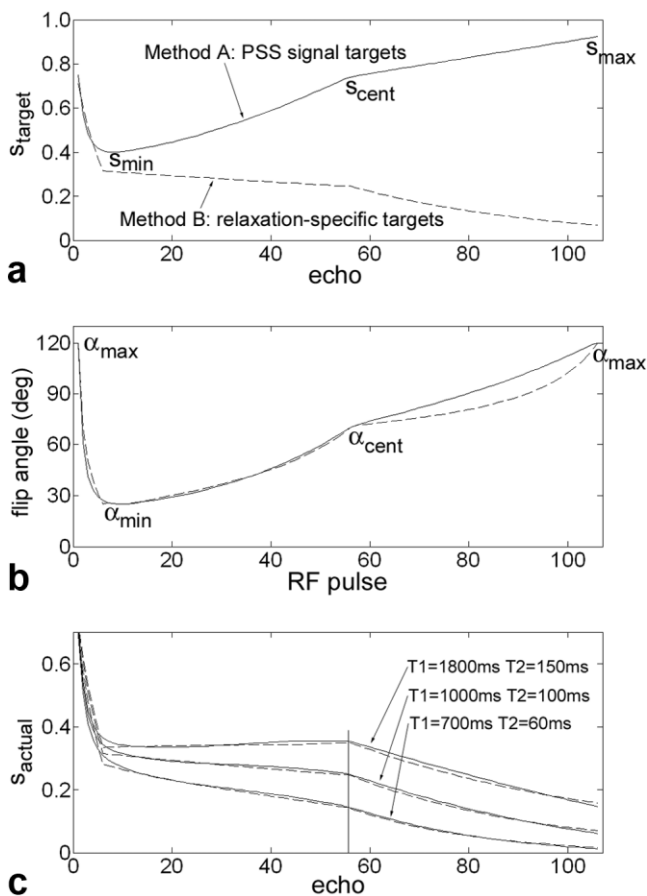 1.0
0.8
0.6
0.4
0.2
0
s_target
Method A: PSS signal targets
s_max
s_cent
s_min
Method B: relaxation-specific targets
0 20 40 60 80 100
echo
a
120
90
60
30
0
flip angle (deg)
α_max
α_max
α_cent
α_min
0 20 40 60 80 100
RF pulse
b
0.6
0.4
0.2
0
s_actual
T1=1800ms T2=150ms
T1=1000ms T2=100ms
T1=700ms T2=60ms
0 20 40 60 80 100
echo
c